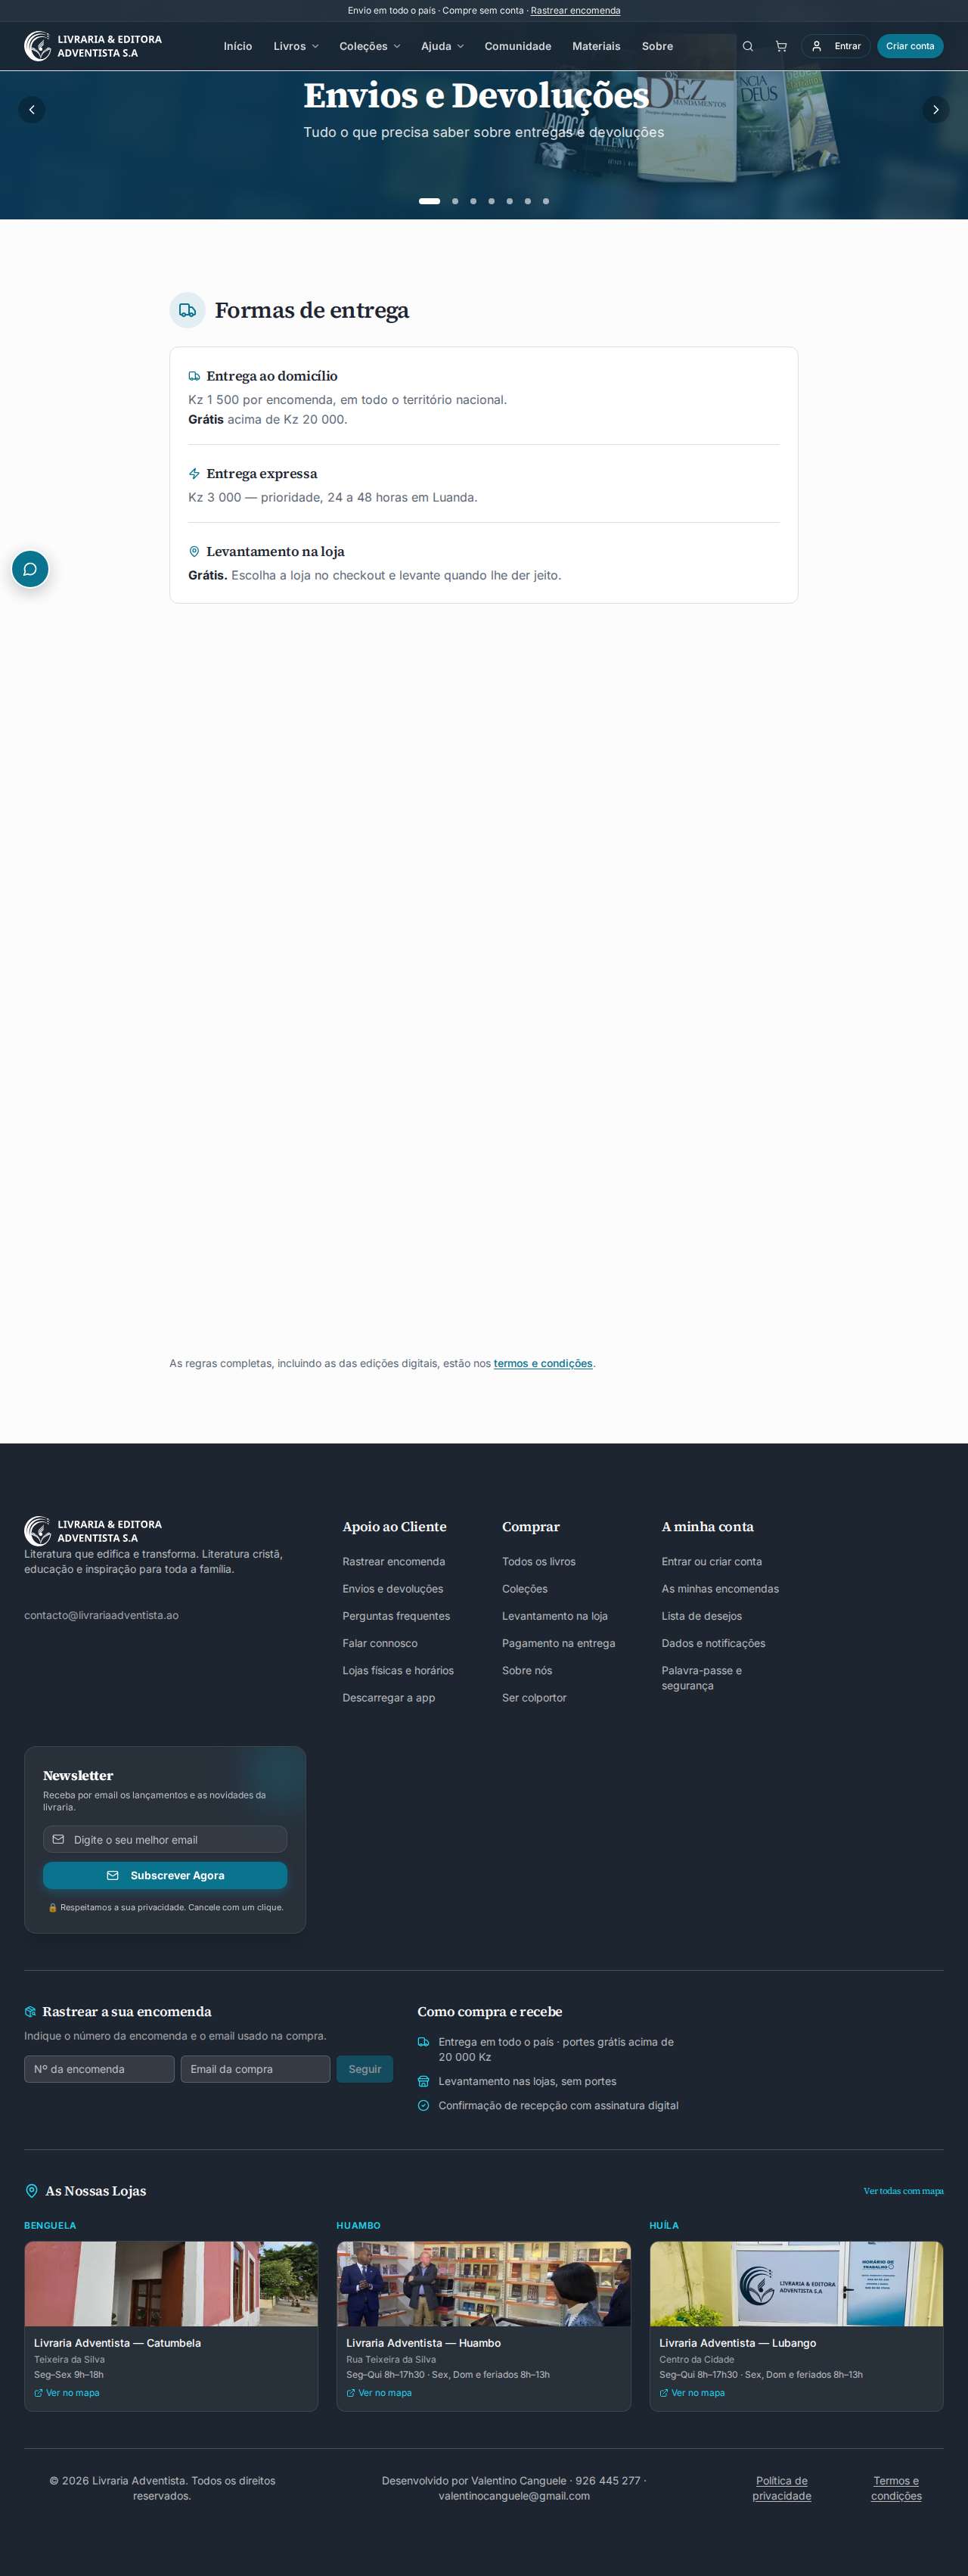 Envio em todo o país · Compre sem conta · Rastrear encomenda
LIVRARIA & EDITORA
ADVENTISTA S.A
Início
Livros
Coleções
Ajuda
Comunidade
Materiais
Sobre
Entrar
Criar conta
Envios e Devoluções
Tudo o que precisa saber sobre entregas e devoluções
Formas de entrega
Entrega ao domicílio
Kz 1 500 por encomenda, em todo o território nacional.
Grátis acima de Kz 20 000.
Entrega expressa
Kz 3 000 — prioridade, 24 a 48 horas em Luanda.
Levantamento na loja
Grátis. Escolha a loja no checkout e levante quando lhe der jeito.
As regras completas, incluindo as das edições digitais, estão nos termos e condições.
LIVRARIA & EDITORA
ADVENTISTA S.A
Literatura que edifica e transforma. Literatura cristã,
educação e inspiração para toda a família.
contacto@livrariaadventista.ao
Apoio ao Cliente
Rastrear encomenda
Envios e devoluções
Perguntas frequentes
Falar connosco
Lojas físicas e horários
Descarregar a app
Comprar
Todos os livros
Coleções
Levantamento na loja
Pagamento na entrega
Sobre nós
Ser colportor
A minha conta
Entrar ou criar conta
As minhas encomendas
Lista de desejos
Dados e notificações
Palavra-passe e
segurança
Newsletter
Receba por email os lançamentos e as novidades da
livraria.
Digite o seu melhor email
Subscrever Agora
🔒 Respeitamos a sua privacidade. Cancele com um clique.
Rastrear a sua encomenda
Indique o número da encomenda e o email usado na compra.
Nº da encomenda
Email da compra
Seguir
Como compra e recebe
Entrega em todo o país · portes grátis acima de
20 000 Kz
Levantamento nas lojas, sem portes
Confirmação de recepção com assinatura digital
As Nossas Lojas
Ver todas com mapa
BENGUELA
Livraria Adventista — Catumbela
Teixeira da Silva
Seg–Sex 9h–18h
Ver no mapa
HUAMBO
Livraria Adventista — Huambo
Rua Teixeira da Silva
Seg–Qui 8h–17h30 · Sex, Dom e feriados 8h–13h
Ver no mapa
HUÍLA
LIVRARIA & EDITORA
ADVENTISTA S.A
HORÁRIO DE
TRABALHO
Livraria Adventista — Lubango
Centro da Cidade
Seg–Qui 8h–17h30 · Sex, Dom e feriados 8h–13h
Ver no mapa
© 2026 Livraria Adventista. Todos os direitos
reservados.
Desenvolvido por Valentino Canguele · 926 445 277 ·
valentinocanguele@gmail.com
Política de
privacidade
Termos e
condições